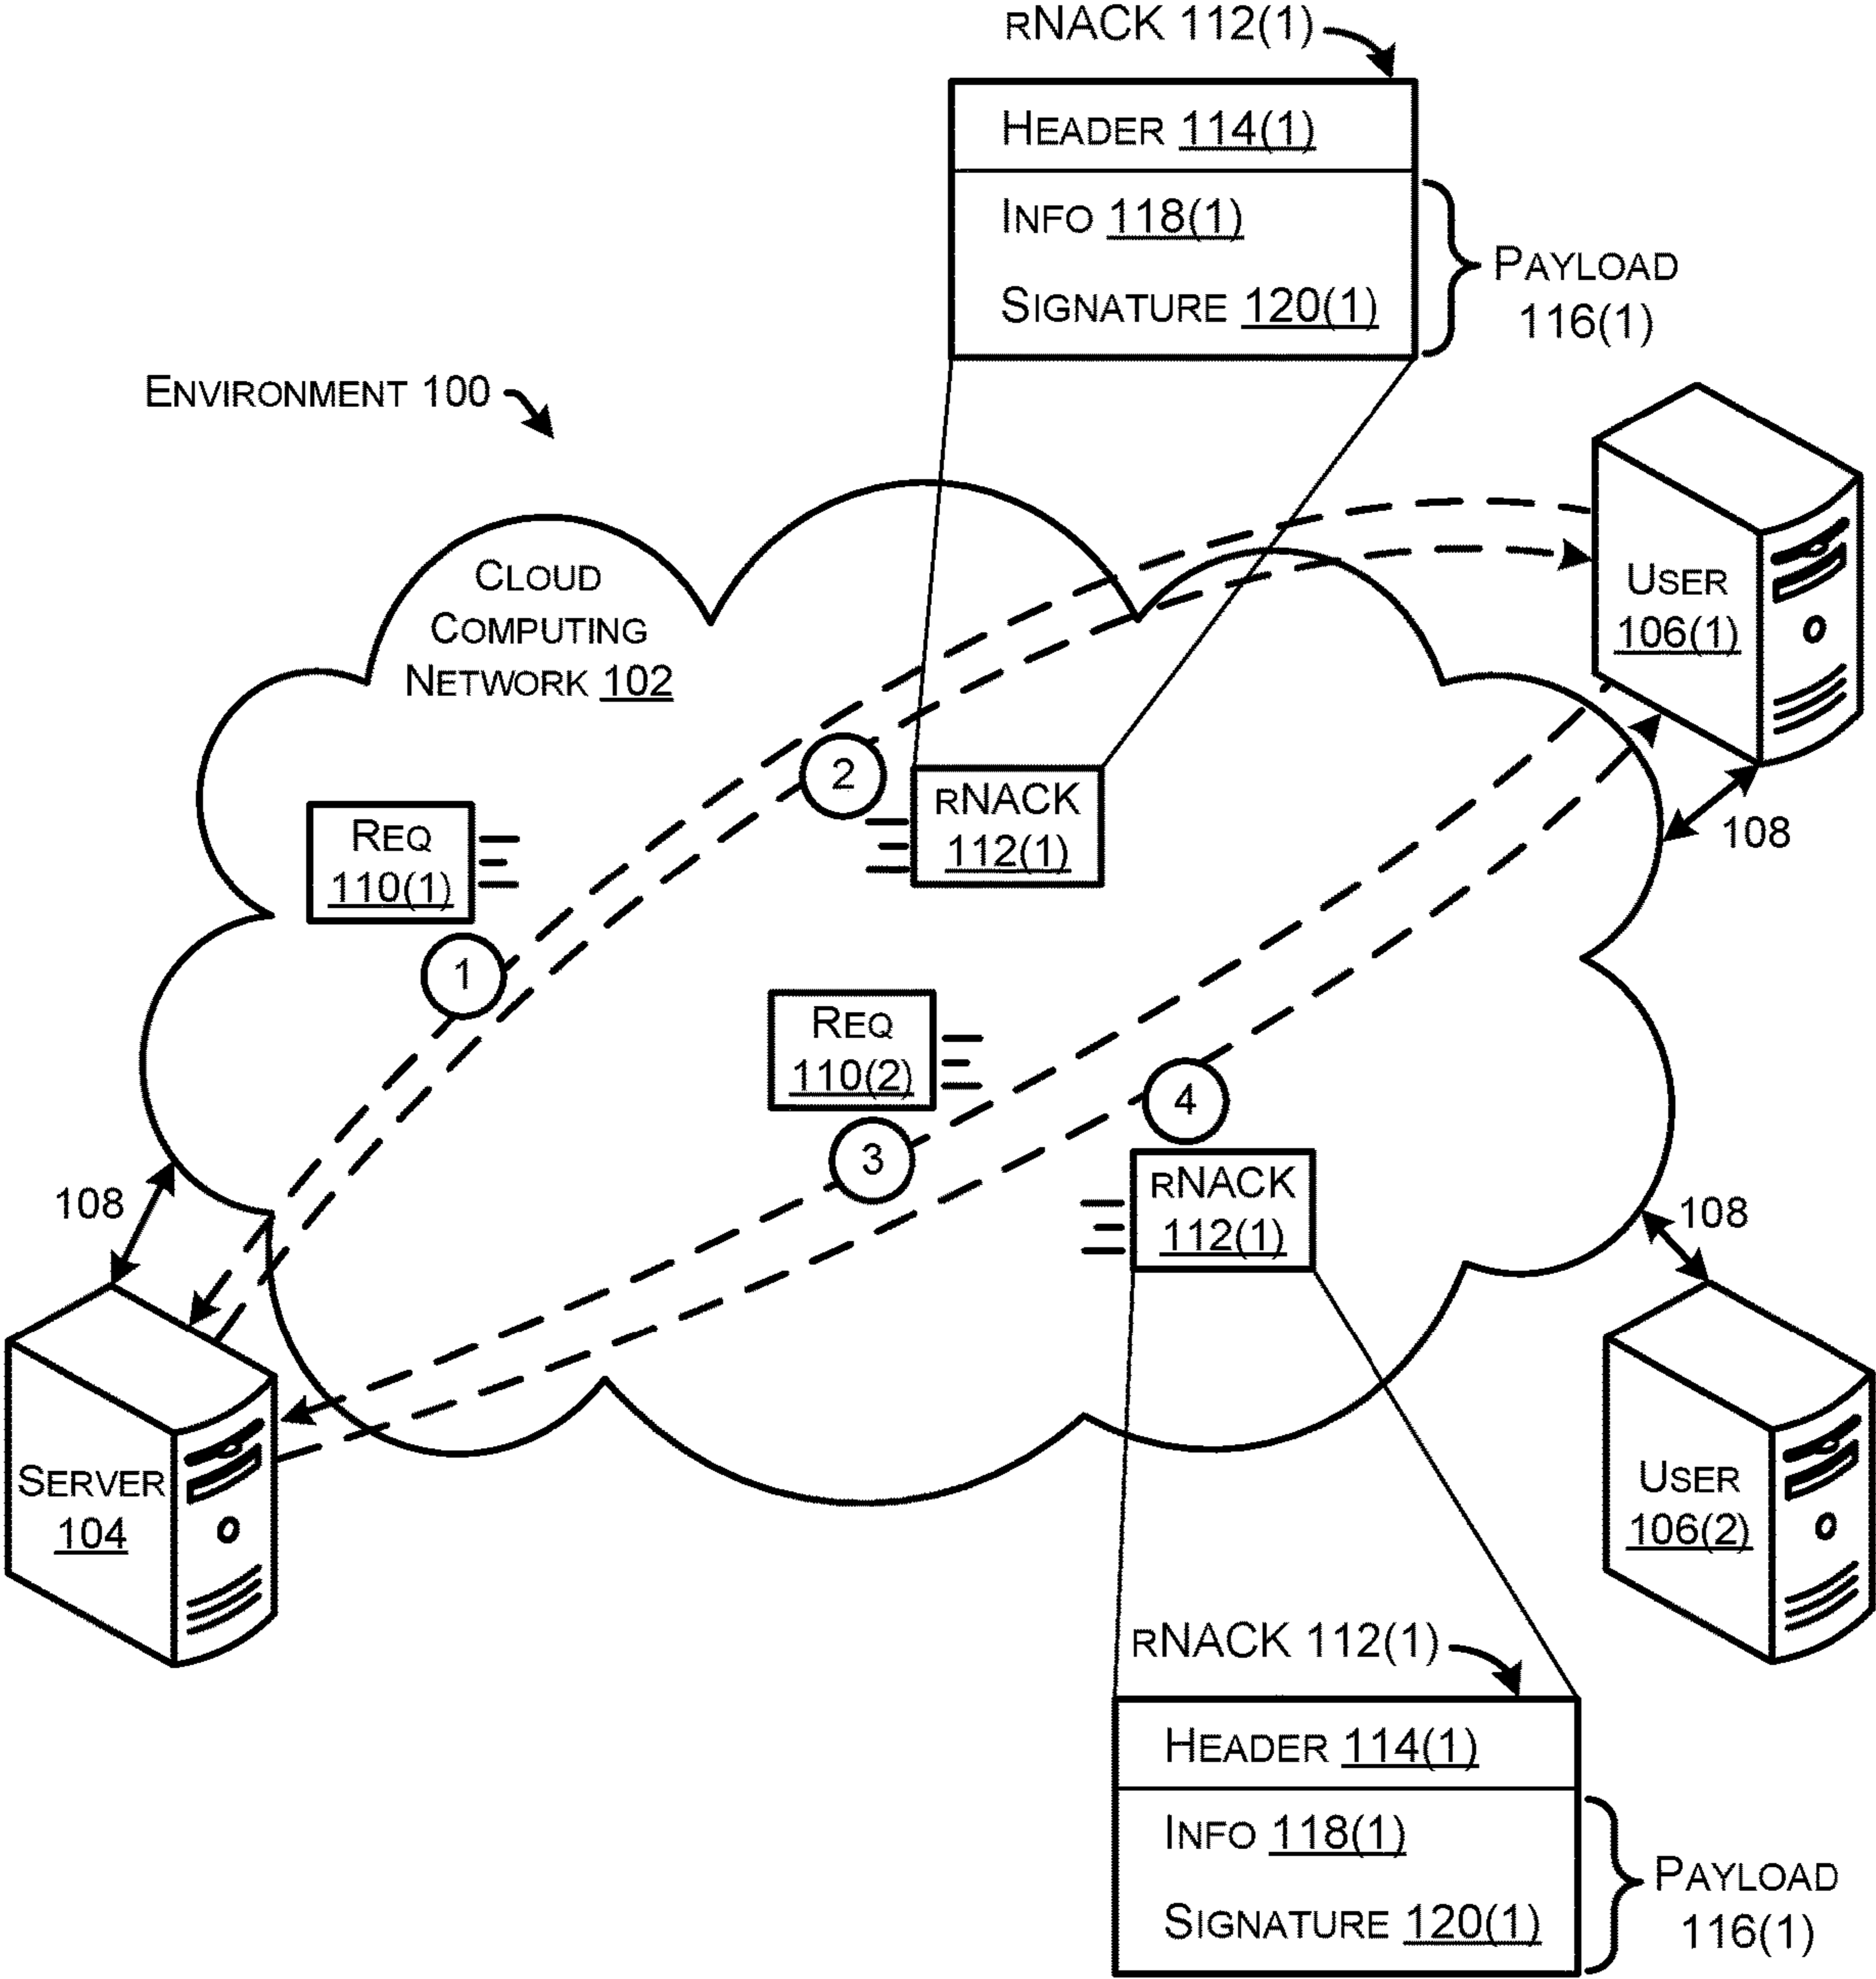 rNACK 112(1)
Header 114(1)
Info 118(1)
Signature 120(1)
Payload
116(1)
Environment 100
Cloud
Computing
Network 102
User
106(1)
2
rNACK
112(1)
108
Req
110(1)
1
Req
110(2)
3
4
rNACK
112(1)
108
108
Server
104
User
106(2)
rNACK 112(1)
Header 114(1)
Info 118(1)
Signature 120(1)
Payload
116(1)